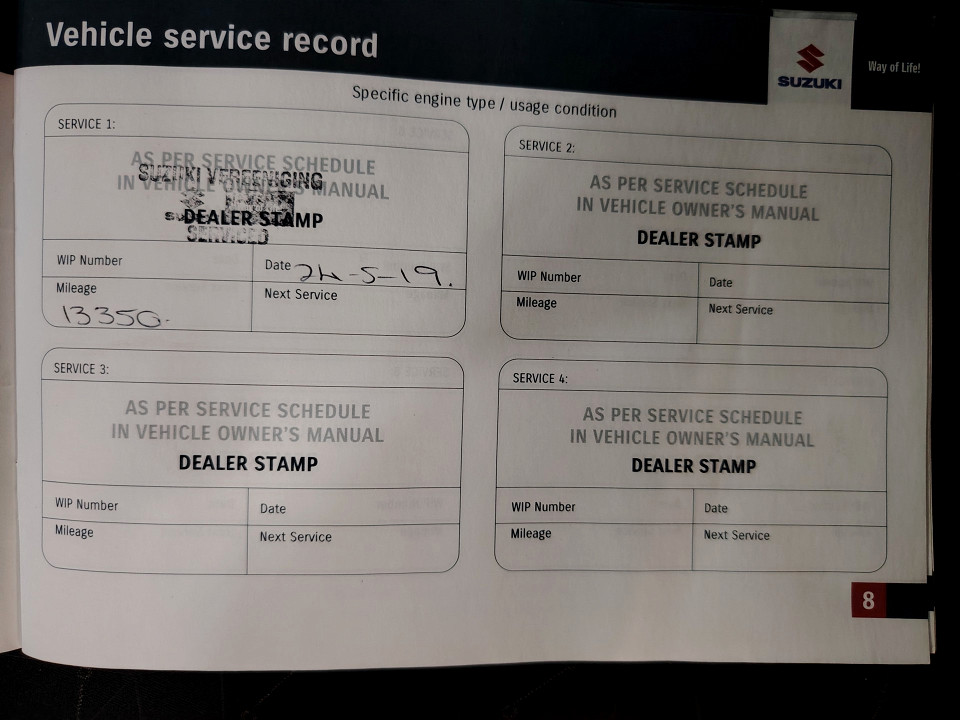 Vehicle service record
SUZUKI
Way of Life!
Specific engine type / usage condition
SERVICE 1:
AS PER SERVICE SCHEDULE
IN VEHICLE OWNER'S MANUAL
SUZUKI VEREENIGING
DEALER STAMP
SERVICED
WIP Number
Date 24-5-19.
Mileage
13350.
Next Service
SERVICE 2:
AS PER SERVICE SCHEDULE
IN VEHICLE OWNER'S MANUAL
DEALER STAMP
WIP Number
Date
Mileage
Next Service
SERVICE 3:
AS PER SERVICE SCHEDULE
IN VEHICLE OWNER'S MANUAL
DEALER STAMP
WIP Number
Date
Mileage
Next Service
SERVICE 4:
AS PER SERVICE SCHEDULE
IN VEHICLE OWNER'S MANUAL
DEALER STAMP
WIP Number
Date
Mileage
Next Service
8